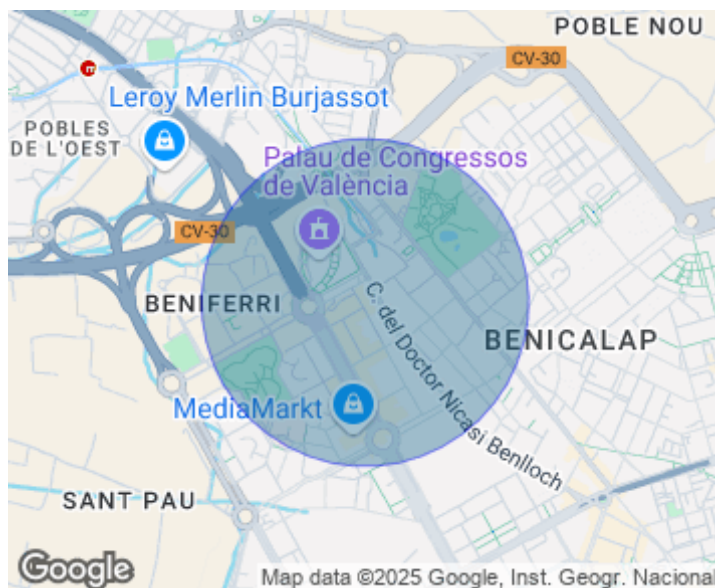 POBLE NOU
CV-30
Leroy Merlin Burjassot
POBLES
DE L'OEST
Palau de Congressos
de València
CV-30
BENIFERRI
C. del Doctor Nicasi Benlloch
BENICALAP
MediaMarkt
SANT PAU
Google
Map data ©2025 Google, Inst. Geogr. Nacional